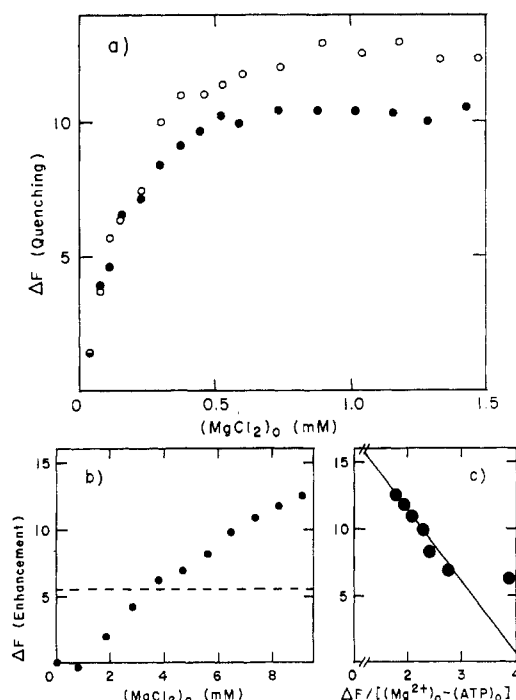 a)
10
5
ΔF (Quenching)
0 0.5 1.0 1.5
(MgCl₂)₀ (mM)
b)
15
10
5
0
ΔF (Enhancement)
0 2 4 6 8
(MgCl₂)₀ (mM)
c)
15
10
5
2 3 4
ΔF/[(Mg²⁺)₀-(ATP)₀]